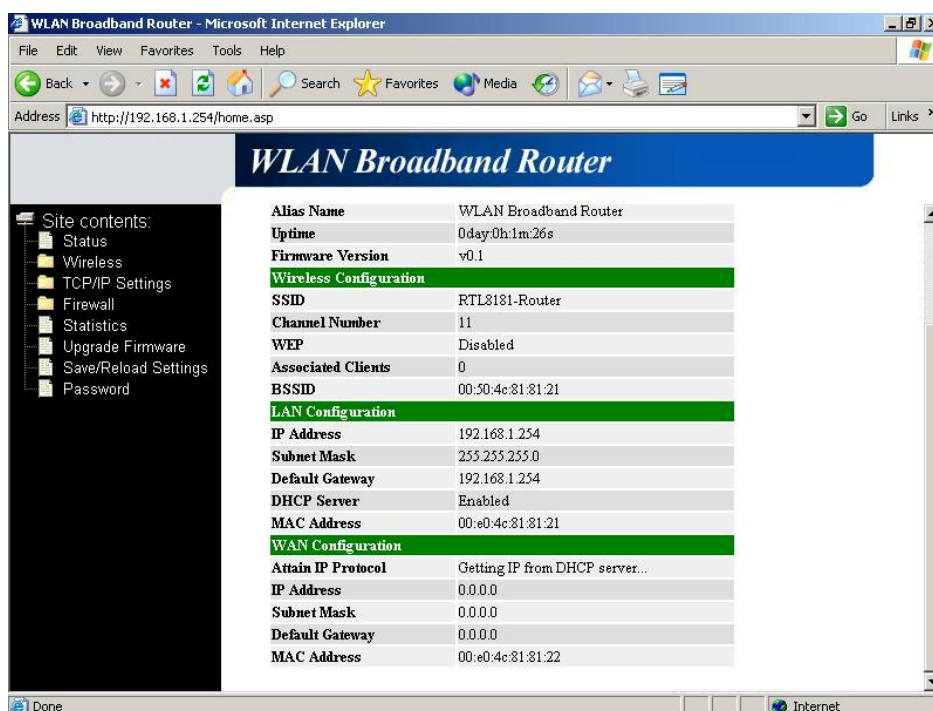 WLAN Broadband Router - Microsoft Internet Explorer
File Edit View Favorites Tools Help
Back Search Favorites Media
Address http://192.168.1.254/home.asp Go Links
WLAN Broadband Router
Site contents:
Status
Wireless
TCP/IP Settings
Firewall
Statistics
Upgrade Firmware
Save/Reload Settings
Password
Alias Name WLAN Broadband Router
Uptime 0day:0h:1m:26s
Firmware Version v0.1
Wireless Configuration
SSID RTL8181-Router
Channel Number 11
WEP Disabled
Associated Clients 0
BSSID 00:50:4c:81:81:21
LAN Configuration
IP Address 192.168.1.254
Subnet Mask 255.255.255.0
Default Gateway 192.168.1.254
DHCP Server Enabled
MAC Address 00:e0:4c:81:81:21
WAN Configuration
Attain IP Protocol Getting IP from DHCP server...
IP Address 0.0.0.0
Subnet Mask 0.0.0.0
Default Gateway 0.0.0.0
MAC Address 00:e0:4c:81:81:22
Done Internet